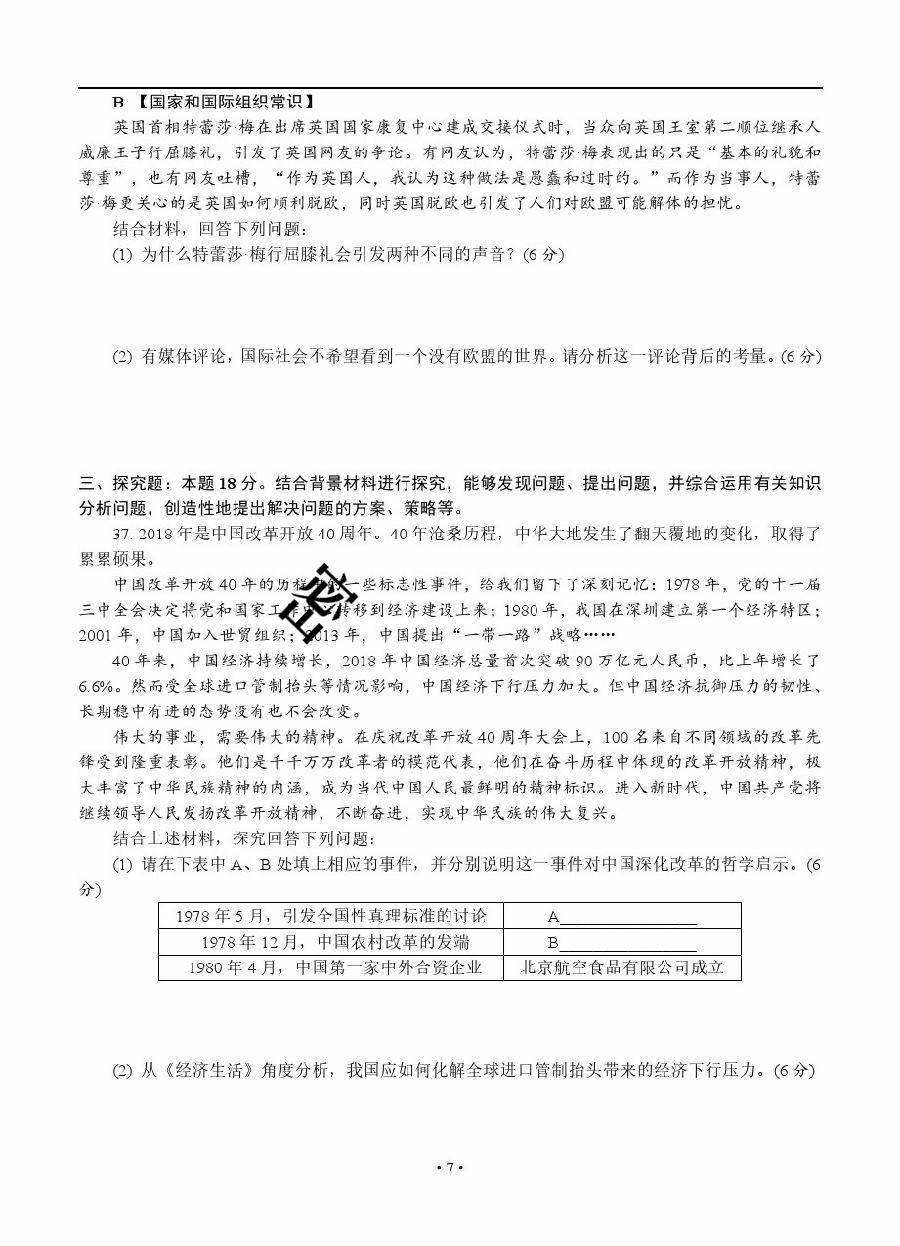 B 【国家和国际组织常识】
英国首相特蕾莎·梅在出席英国国家康复中心建成交接仪式时，当众向英国王室第二顺位继承人
威廉王子行屈膝礼，引发了英国网友的争论。有网友认为，特蕾莎·梅表现出的只是“基本的礼貌和
尊重”，也有网友吐槽，“作为英国人，我认为这种做法是愚蠢和过时的。”而作为当事人，特蕾
莎·梅更关心的是英国如何顺利脱欧，同时英国脱欧也引发了人们对欧盟可能解体的担忧。
结合材料，回答下列问题：
(1) 为什么特蕾莎·梅行屈膝礼会引发两种不同的声音？(6 分)
(2) 有媒体评论，国际社会不希望看到一个没有欧盟的世界。请分析这一评论背后的考量。(6 分)
三、探究题：本题 18 分。结合背景材料进行探究，能够发现问题、提出问题，并综合运用有关知识
分析问题，创造性地提出解决问题的方案、策略等。
37. 2018 年是中国改革开放 40 周年。40 年沧桑历程，中华大地发生了翻天覆地的变化，取得了
累累硕果。
中国改革开放 40 年的历程中的一些标志性事件，给我们留下了深刻记忆：1978 年，党的十一届
三中全会决定将党和国家工作中心转移到经济建设上来；1980 年，我国在深圳建立第一个经济特区；
2001 年，中国加入世贸组织；2013 年，中国提出“一带一路”战略……
密
40 年来，中国经济持续增长，2018 年中国经济总量首次突破 90 万亿元人民币，比上年增长了
6.6%。然而受全球进口管制抬头等情况影响，中国经济下行压力加大。但中国经济抗御压力的韧性、
长期稳中有进的态势没有也不会改变。
伟大的事业，需要伟大的精神。在庆祝改革开放 40 周年大会上，100 名来自不同领域的改革先
锋受到隆重表彰。他们是千千万万改革者的模范代表，他们在奋斗历程中体现的改革开放精神，极
大丰富了中华民族精神的内涵，成为当代中国人民最鲜明的精神标识。进入新时代，中国共产党将
继续领导人民发扬改革开放精神，不断奋进，实现中华民族的伟大复兴。
结合上述材料，探究回答下列问题：
(1) 请在下表中 A、B 处填上相应的事件，并分别说明这一事件对中国深化改革的哲学启示。(6
分)
1978 年 5 月，引发全国性真理标准的讨论 A________________
1978 年 12 月，中国农村改革的发端 B________________
1980 年 4 月，中国第一家中外合资企业 北京航空食品有限公司成立
(2) 从《经济生活》角度分析，我国应如何化解全球进口管制抬头带来的经济下行压力。(6 分)
• 7 •